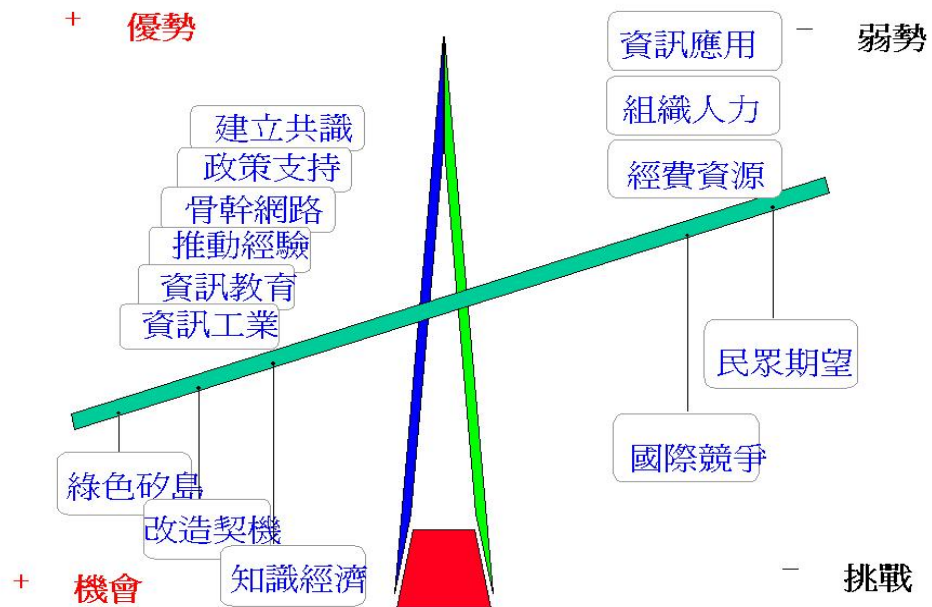 + 優勢
建立共識
政策支持
骨幹網路
推動經驗
資訊教育
資訊工業
− 弱勢
資訊應用
組織人力
經費資源
綠色矽島
改造契機
知識經濟
+ 機會
民眾期望
國際競爭
− 挑戰